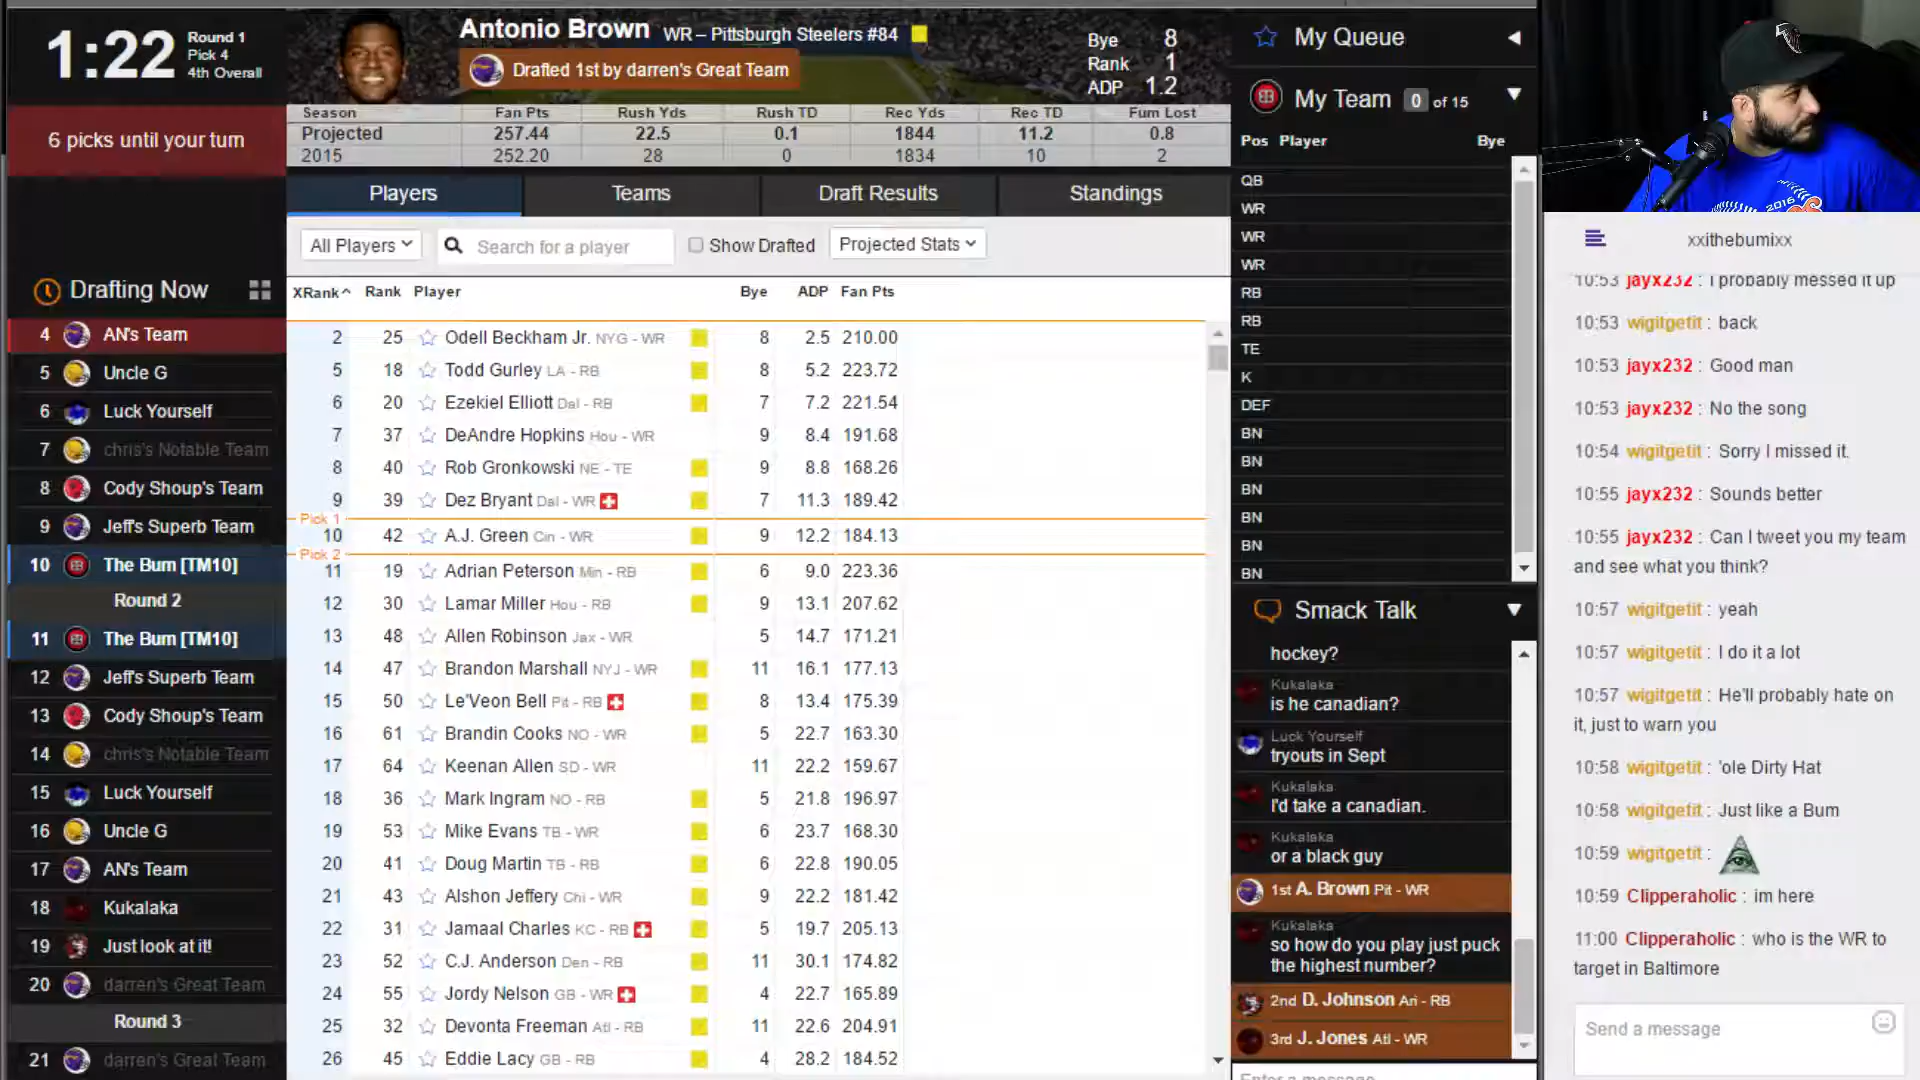 1:22
Round 1
Pick 4
4th Overall
6 picks until your turn
Drafting Now
4 AN's Team
5 Uncle G
6 Luck Yourself
7 chris's Notable Team
8 Cody Shoup's Team
9 Jeff's Superb Team
10 The Bum [TM10]
Round 2
11 The Bum [TM10]
12 Jeff's Superb Team
13 Cody Shoup's Team
14 chris's Notable Team
15 Luck Yourself
16 Uncle G
17 AN's Team
18 Kukalaka
19 Just look at it!
20 darren's Great Team
Round 3
21 darren's Great Team
Antonio Brown WR – Pittsburgh Steelers #84
Drafted 1st by darren's Great Team
Bye 8
Rank 1
ADP 1.2
Season Fan Pts Rush Yds Rush TD Rec Yds Rec TD Fum Lost
Projected 257.44 22.5 0.1 1844 11.2 0.8
2015 252.20 28 0 1834 10 2
Players Teams Draft Results Standings
All Players Search for a player Show Drafted Projected Stats
XRank^ Rank Player Bye ADP Fan Pts
2 25 Odell Beckham Jr. NYG - WR 8 2.5 210.00
5 18 Todd Gurley LA - RB 8 5.2 223.72
6 20 Ezekiel Elliott Dal - RB 7 7.2 221.54
7 37 DeAndre Hopkins Hou - WR 9 8.4 191.68
8 40 Rob Gronkowski NE - TE 9 8.8 168.26
9 39 Dez Bryant Dal - WR 7 11.3 189.42
Pick 1
10 42 A.J. Green Cin - WR 9 12.2 184.13
Pick 2
11 19 Adrian Peterson Min - RB 6 9.0 223.36
12 30 Lamar Miller Hou - RB 9 13.1 207.62
13 48 Allen Robinson Jax - WR 5 14.7 171.21
14 47 Brandon Marshall NYJ - WR 11 16.1 177.13
15 50 Le'Veon Bell Pit - RB 8 13.4 175.39
16 61 Brandin Cooks NO - WR 5 22.7 163.30
17 64 Keenan Allen SD - WR 11 22.2 159.67
18 36 Mark Ingram NO - RB 5 21.8 196.97
19 53 Mike Evans TB - WR 6 23.7 168.30
20 41 Doug Martin TB - RB 6 22.8 190.05
21 43 Alshon Jeffery Chi - WR 9 22.2 181.42
22 31 Jamaal Charles KC - RB 5 19.7 205.13
23 52 C.J. Anderson Den - RB 11 30.1 174.82
24 55 Jordy Nelson GB - WR 4 22.7 165.89
25 32 Devonta Freeman Atl - RB 11 22.6 204.91
26 45 Eddie Lacy GB - RB 4 28.2 184.52
My Queue
My Team 0 of 15
Pos Player Bye
QB
WR
WR
WR
RB
RB
TE
K
DEF
BN
BN
BN
BN
BN
BN
Smack Talk
hockey?
Kukalaka
is he canadian?
Luck Yourself
tryouts in Sept
Kukalaka
I'd take a canadian.
Kukalaka
or a black guy
1st A. Brown Pit - WR
Kukalaka
so how do you play just puck
the highest number?
2nd D. Johnson Ari - RB
3rd J. Jones Atl - WR
Enter a message
2016
xxithebumixx
10:53 jayx232 : I probably messed it up
10:53 wigitgetit : back
10:53 jayx232 : Good man
10:53 jayx232 : No the song
10:54 wigitgetit : Sorry I missed it.
10:55 jayx232 : Sounds better
10:55 jayx232 : Can I tweet you my team
and see what you think?
10:57 wigitgetit : yeah
10:57 wigitgetit : I do it a lot
10:57 wigitgetit : He'll probably hate on
it, just to warn you
10:58 wigitgetit : 'ole Dirty Hat
10:58 wigitgetit : Just like a Bum
10:59 wigitgetit :
10:59 Clipperaholic : im here
11:00 Clipperaholic : who is the WR to
target in Baltimore
Send a message